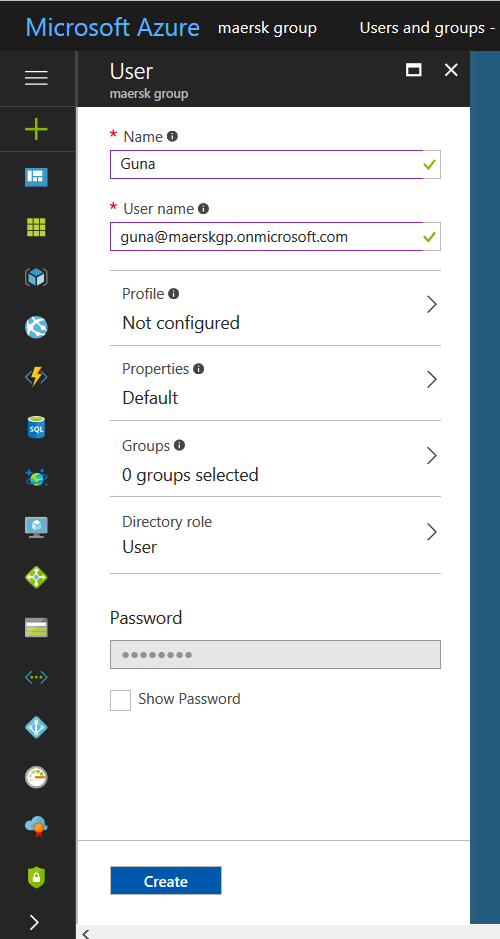 Microsoft Azure maersk group Users and groups -
User
maersk group
* Name
Guna
* User name
guna@maerskgp.onmicrosoft.com
Profile
Not configured
Properties
Default
Groups
0 groups selected
Directory role
User
Password
Show Password
Create
SQL